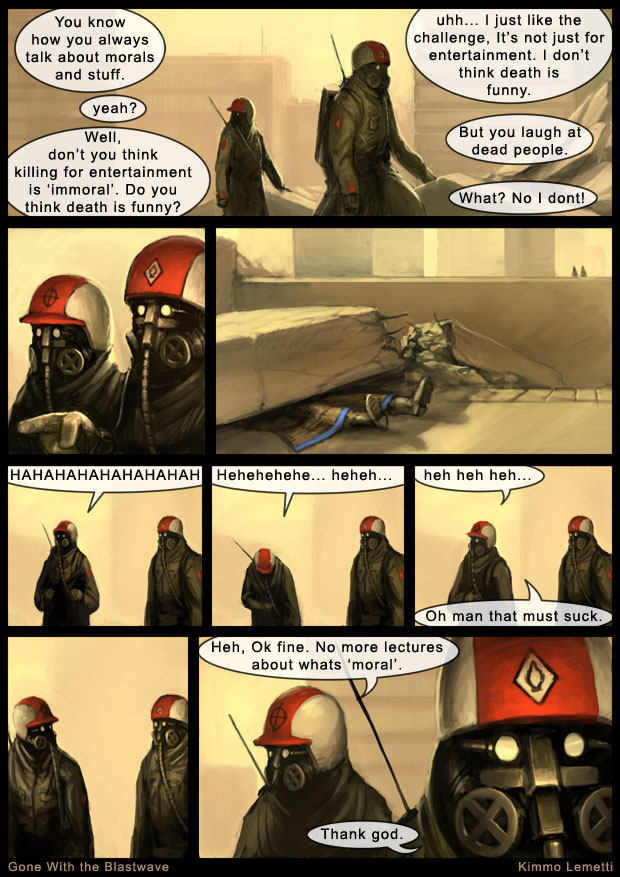 You know
how you always
talk about morals
and stuff.
yeah?
Well,
don't you think
killing for entertainment
is 'immoral'. Do you
think death is funny?
uhh... I just like the
challenge, It's not just for
entertainment. I don't
think death is
funny.
But you laugh at
dead people.
What? No I dont!
HAHAHAHAHAHAHAHAH
Hehehehehe... heheh...
heh heh heh...
Oh man that must suck.
Heh, Ok fine. No more lectures
about whats 'moral'.
Thank god.
Gone With the Blastwave
Kimmo Lemetti